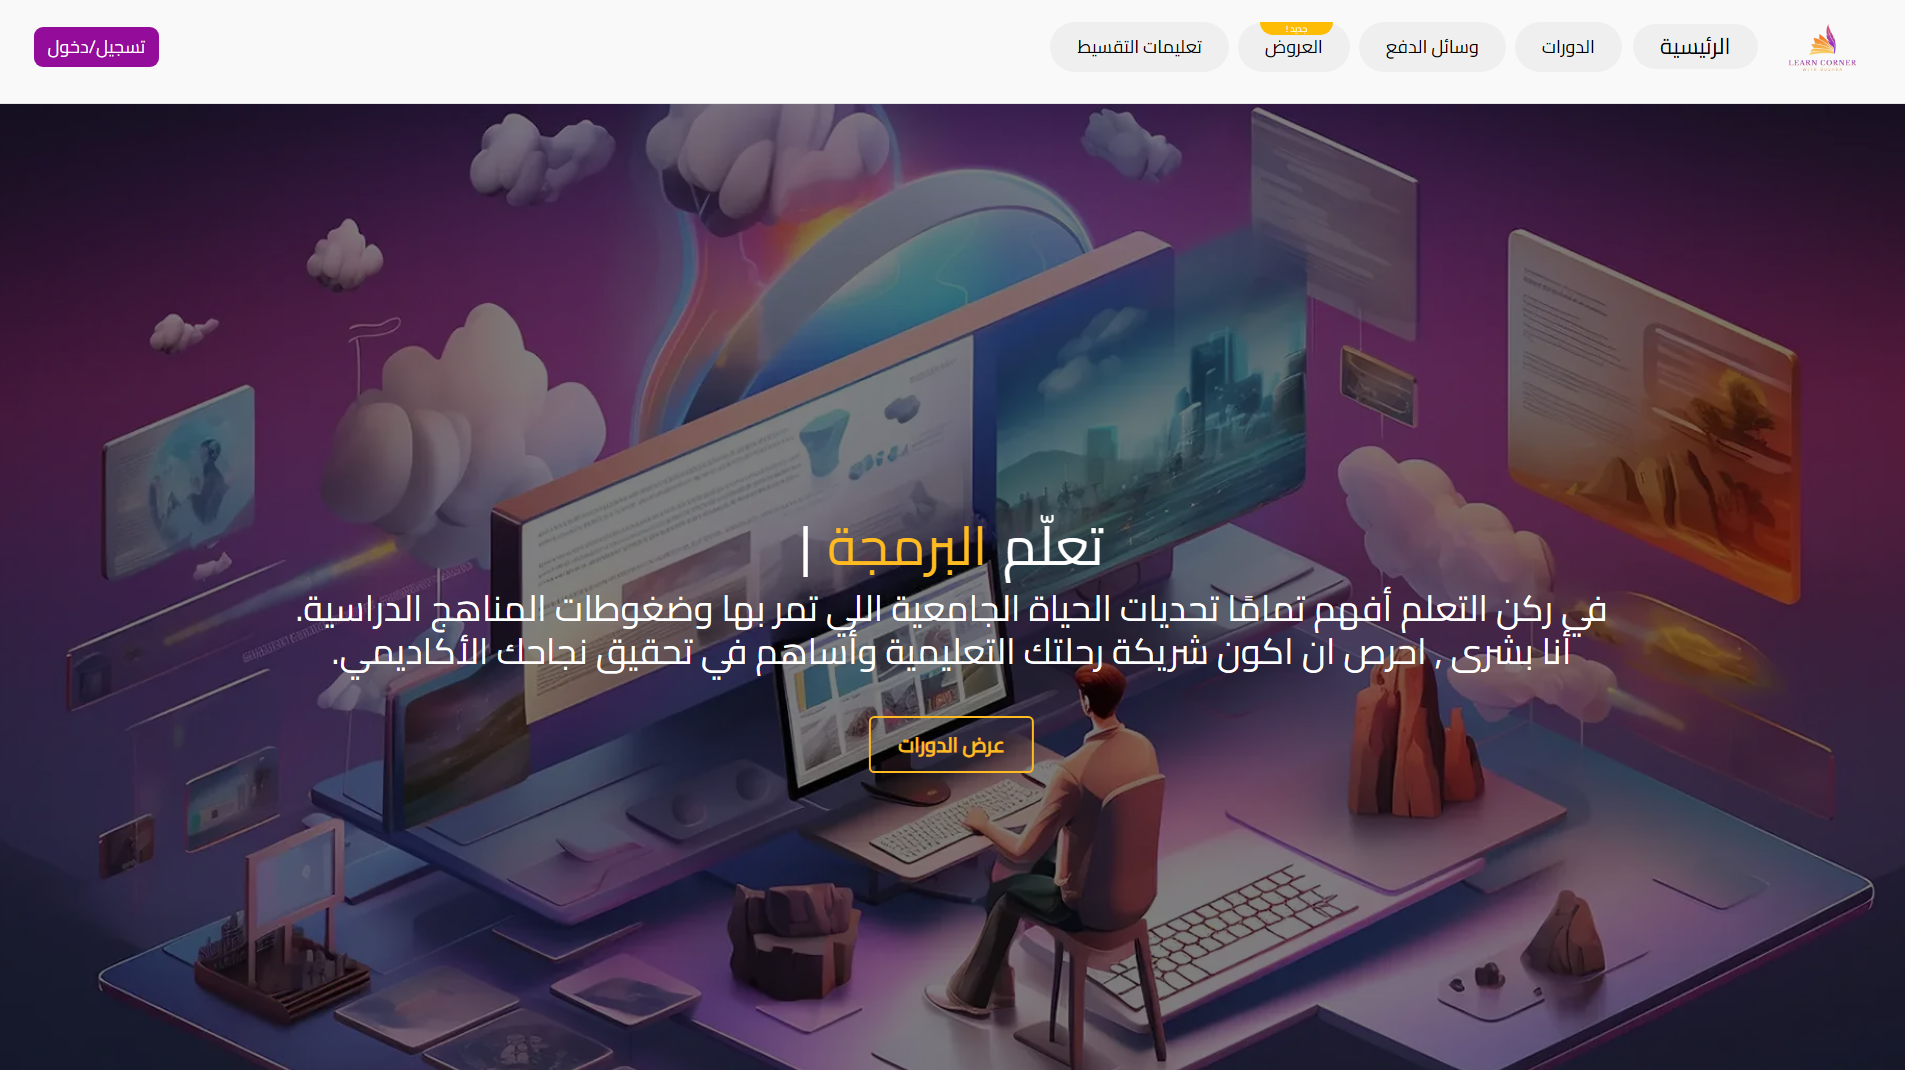 LEARN CORNER
الرئيسية
الدورات
وسائل الدفع
جديد !
العروض
تعليمات التقسيط
تسجيل/دخول
تعلّم البرمجة |
في ركن التعلم أفهم تمامًا تحديات الحياة الجامعية اللي تمر بها وضغوطات المناهج الدراسية.
أنا بشرى , احرص ان اكون شريكة رحلتك التعليمية وأساهم في تحقيق نجاحك الأكاديمي.
عرض الدورات